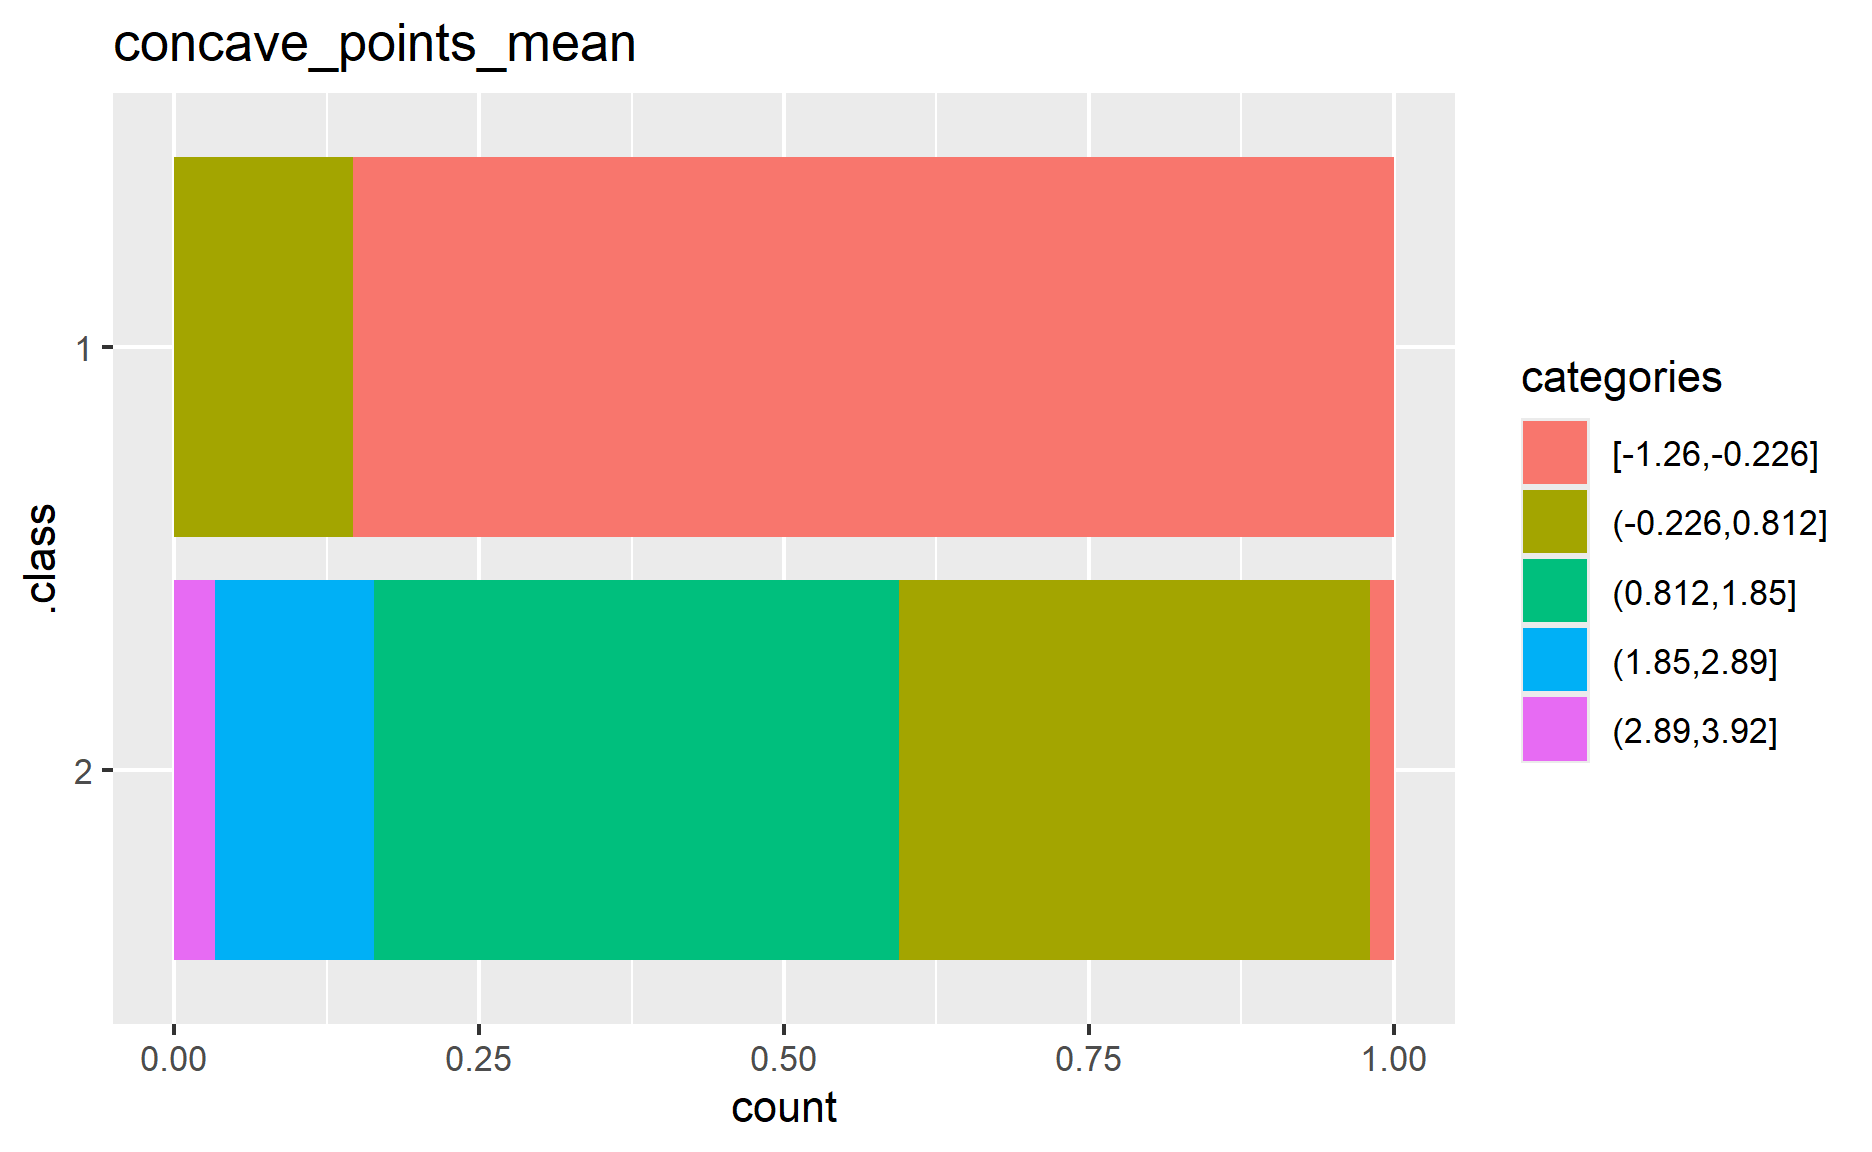 concave_points_mean
.class
1
2
0.00 0.25 0.50 0.75 1.00
count
categories
[-1.26,-0.226]
(-0.226,0.812]
(0.812,1.85]
(1.85,2.89]
(2.89,3.92]